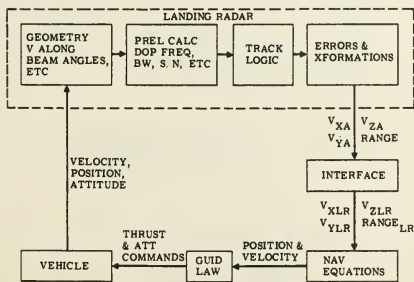 LANDING RADAR
GEOMETRY
V ALONG
BEAM ANGLES,
ETC
PREL CALC
DOP FREQ,
BW, S/N, ETC
TRACK
LOGIC
ERRORS &
XFORMATIONS
VXA VZA
VYA RANGE
INTERFACE
VXLR VZLR
VYLR RANGELR
NAV
EQUATIONS
POSITION &
VELOCITY
GUID
LAW
THRUST
& ATT
COMMANDS
VEHICLE
VELOCITY,
POSITION,
ATTITUDE